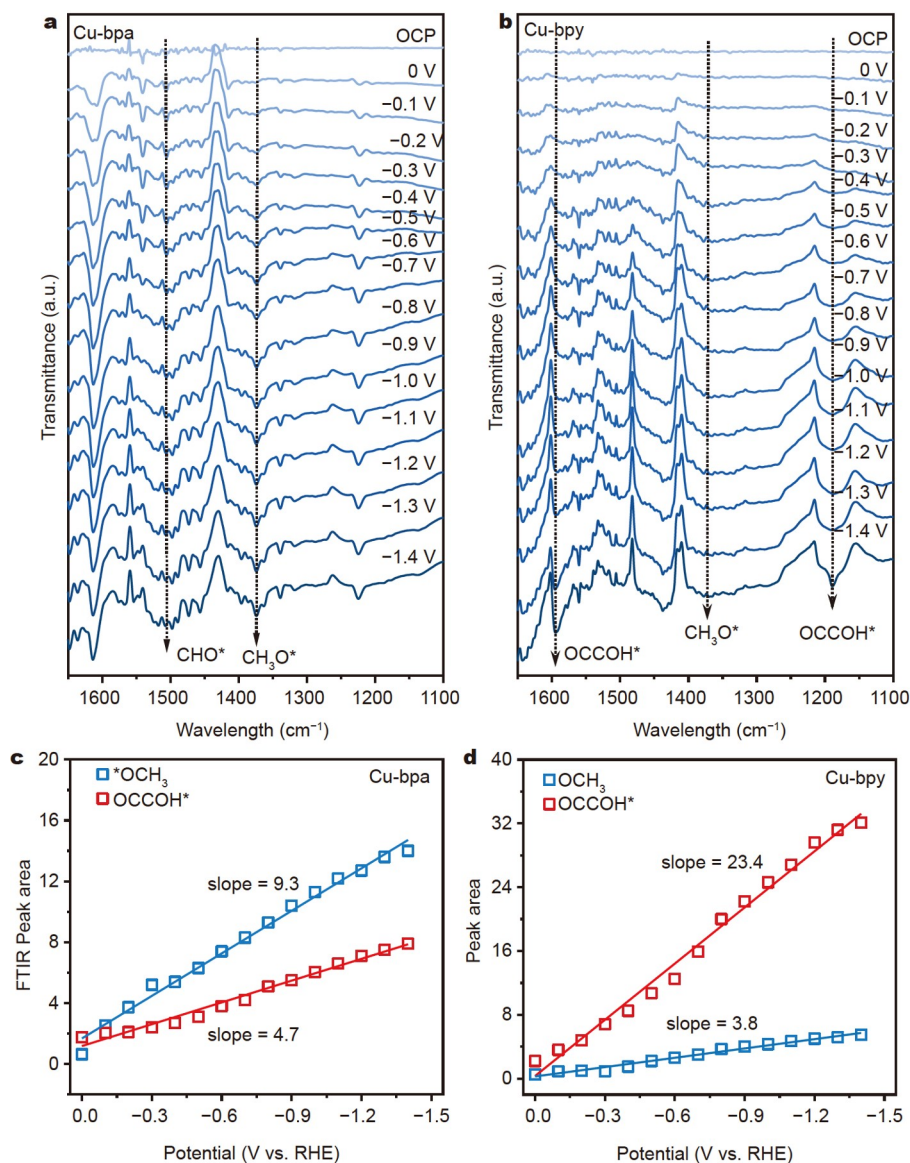 a
Cu-bpa
OCP
0 V
−0.1 V
−0.2 V
−0.3 V
−0.4 V
−0.5 V
−0.6 V
−0.7 V
−0.8 V
−0.9 V
−1.0 V
−1.1 V
−1.2 V
−1.3 V
−1.4 V
CHO*
CH₃O*
Transmittance (a.u.)
1600 1500 1400 1300 1200 1100
Wavelength (cm⁻¹)
b
Cu-bpy
OCP
0 V
−0.1 V
−0.2 V
−0.3 V
−0.4 V
−0.5 V
−0.6 V
−0.7 V
−0.8 V
−0.9 V
−1.0 V
−1.1 V
−1.2 V
−1.3 V
−1.4 V
OCCOH*
CH₃O*
OCCOH*
Transmittance (a.u.)
1600 1500 1400 1300 1200 1100
Wavelength (cm⁻¹)
c
*OCH₃
OCCOH*
Cu-bpa
slope = 9.3
slope = 4.7
FTIR Peak area
20
16
12
8
4
0
0.0 −0.3 −0.6 −0.9 −1.2 −1.5
Potential (V vs. RHE)
d
OCH₃
OCCOH*
Cu-bpy
slope = 23.4
slope = 3.8
Peak area
40
32
24
16
8
0
0.0 −0.3 −0.6 −0.9 −1.2 −1.5
Potential (V vs. RHE)